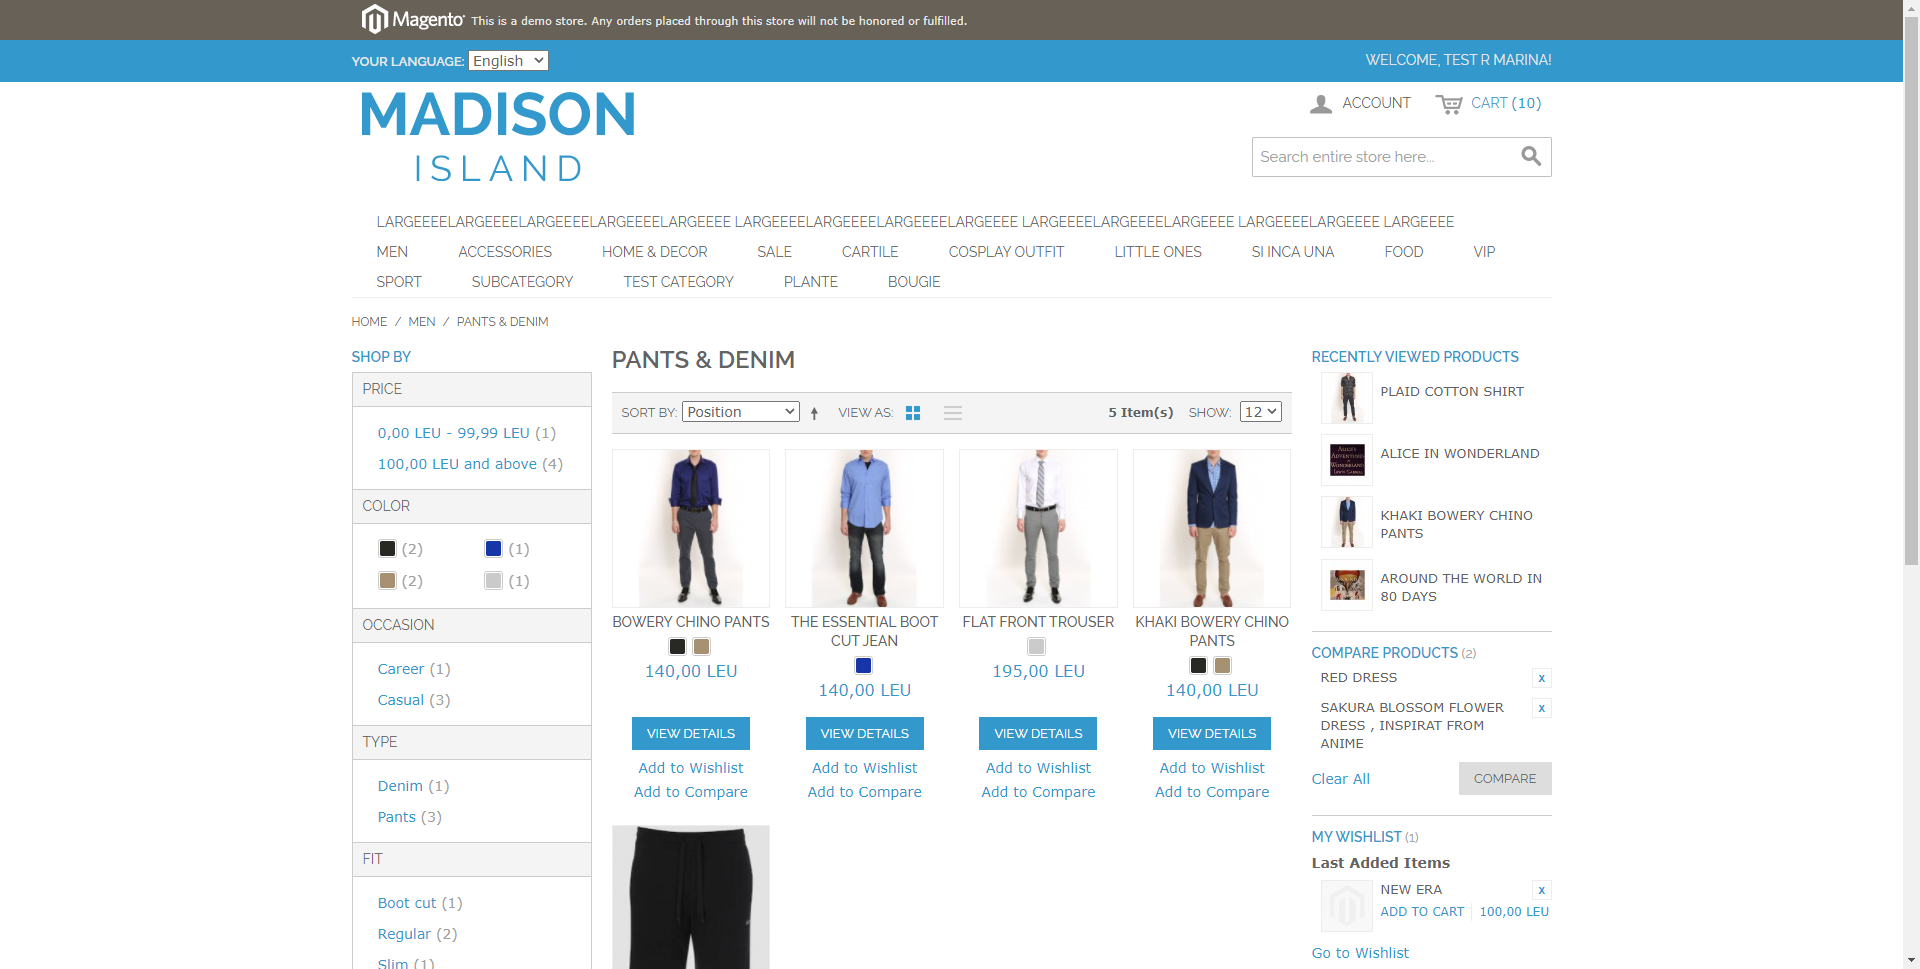 Magento This is a demo store. Any orders placed through this store will not be honored or fulfilled.
YOUR LANGUAGE: English
WELCOME, TEST R MARINA!
MADISON
ISLAND
ACCOUNT
CART (10)
Search entire store here...
LARGEEEELARGEEEELARGEEEELARGEEEELARGEEEE LARGEEEELARGEEEELARGEEEELARGEEEE LARGEEEELARGEEEELARGEEEE LARGEEEELARGEEEE LARGEEEE
MEN ACCESSORIES HOME & DECOR SALE CARTILE COSPLAY OUTFIT LITTLE ONES SI INCA UNA FOOD VIP
SPORT SUBCATEGORY TEST CATEGORY PLANTE BOUGIE
HOME / MEN / PANTS & DENIM
SHOP BY
PRICE
0,00 LEU - 99,99 LEU (1)
100,00 LEU and above (4)
COLOR
(2) (1)
(2) (1)
OCCASION
Career (1)
Casual (3)
TYPE
Denim (1)
Pants (3)
FIT
Boot cut (1)
Regular (2)
Slim (1)
PANTS & DENIM
SORT BY: Position VIEW AS: 5 Item(s) SHOW: 12
BOWERY CHINO PANTS
140,00 LEU
VIEW DETAILS
Add to Wishlist
Add to Compare
THE ESSENTIAL BOOT
CUT JEAN
140,00 LEU
VIEW DETAILS
Add to Wishlist
Add to Compare
FLAT FRONT TROUSER
195,00 LEU
VIEW DETAILS
Add to Wishlist
Add to Compare
KHAKI BOWERY CHINO
PANTS
140,00 LEU
VIEW DETAILS
Add to Wishlist
Add to Compare
RECENTLY VIEWED PRODUCTS
PLAID COTTON SHIRT
ALICE'S
ADVENTURES
IN
WONDERLAND
LEWIS CARROLL
ALICE IN WONDERLAND
KHAKI BOWERY CHINO
PANTS
AROUND THE WORLD IN
80 DAYS
COMPARE PRODUCTS (2)
RED DRESS x
SAKURA BLOSSOM FLOWER x
DRESS , INSPIRAT FROM
ANIME
Clear All COMPARE
MY WISHLIST (1)
Last Added Items
NEW ERA x
ADD TO CART 100,00 LEU
Go to Wishlist